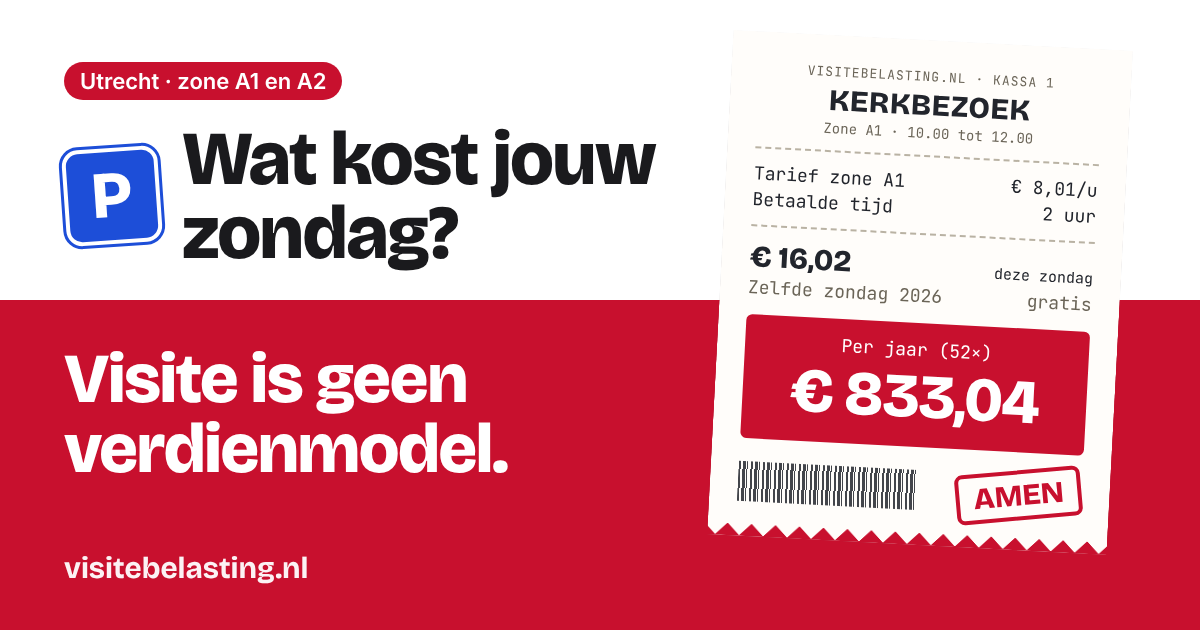 Utrecht · zone A1 en A2
P
Wat kost jouw
zondag?
Visite is geen
verdienmodel.
visitebelasting.nl
VISITEBELASTING.NL · KASSA 1
KERKBEZOEK
Zone A1 · 10.00 tot 12.00
Tarief zone A1 € 8,01/u
Betaalde tijd 2 uur
€ 16,02 deze zondag
Zelfde zondag 2026 gratis
Per jaar (52×)
€ 833,04
AMEN